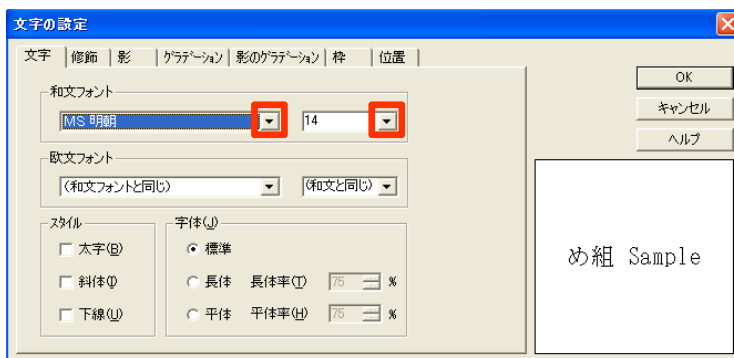 文字の設定
文字 修飾 影 ｸﾞﾗﾃﾞｰｼｮﾝ 影のｸﾞﾗﾃﾞｰｼｮﾝ 枠 位置
OK
キャンセル
ヘルプ
和文フォント
MS 明朝 14
欧文フォント
(和文フォントと同じ) (和文と同じ)
ｽﾀｲﾙ
太字(B)
斜体(I)
下線(U)
字体(J)
標準
長体 長体率(T) 75 %
平体 平体率(H) 75 %
め組 Sample